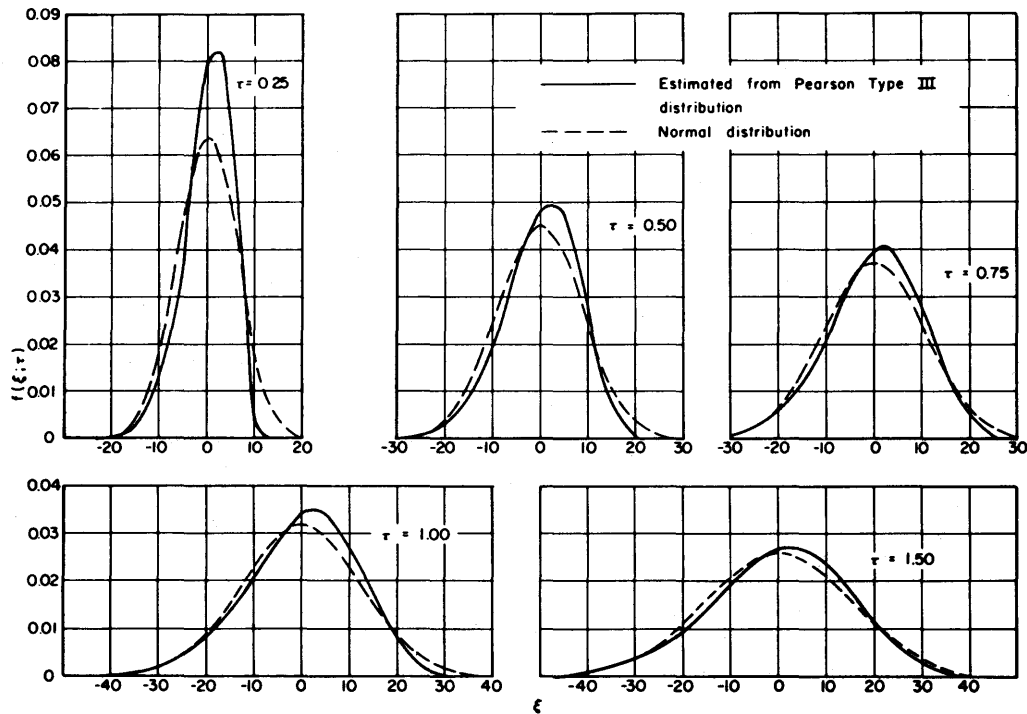 0.09
0.08
0.07
0.06
0.05
0.04
0.03
0.02
0.01
0
f(ξ;τ)
τ = 0.25
-20 -10 0 10 20
Estimated from Pearson Type III
distribution
Normal distribution
τ = 0.50
-30 -20 -10 0 10 20 30
τ = 0.75
-30 -20 -10 0 10 20 30
0.04
0.03
0.02
0.01
0
τ = 1.00
-40 -30 -20 -10 0 10 20 30 40
τ = 1.50
-40 -30 -20 -10 0 10 20 30 40
ξ